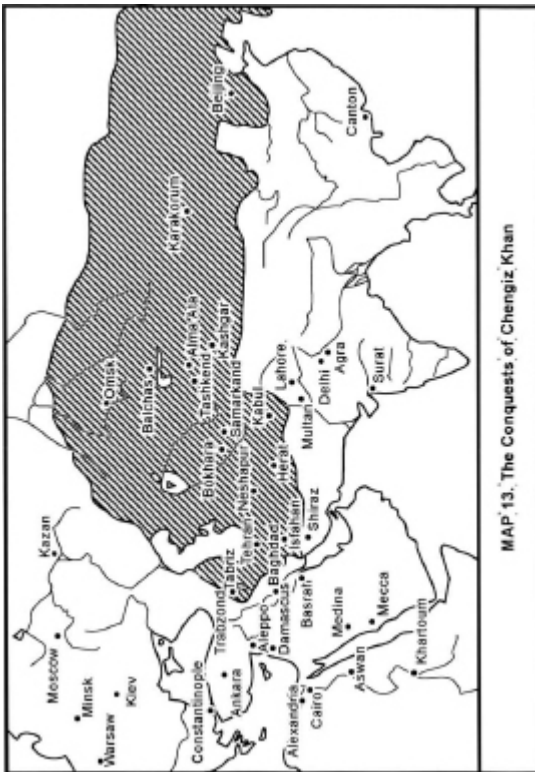 Moscow
Kazan
Minsk
Warsaw
Kiev
Omsk
Balchas
Karakorum
Beijing
Alma'Ata
Tashkend
Kashgar
Bokhara
Samarkand
Constantinople
Trabzond
Tabriz
Tehran
Neshapur
Kabul
Ankara
Aleppo
Damascus
Baghdad
Isfahan
Herat
Lahore
Multan
Delhi
Agra
Canton
Alexandria
Cairo
Basrah
Shiraz
Surat
Medina
Mecca
Aswan
Khartoum
MAP 13. The Conquests of Chengiz Khan